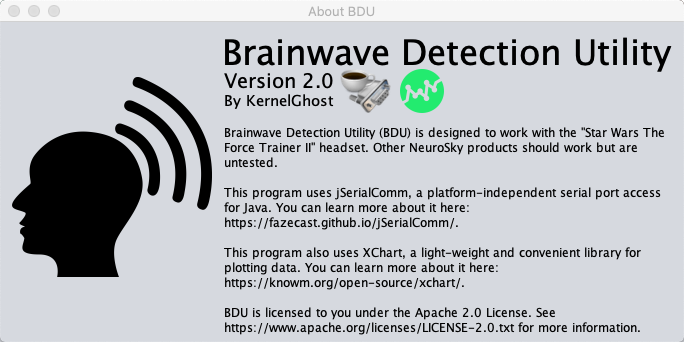 About BDU
Brainwave Detection Utility
Version 2.0
By KernelGhost
Brainwave Detection Utility (BDU) is designed to work with the "Star Wars The
Force Trainer II" headset. Other NeuroSky products should work but are
untested.
This program uses jSerialComm, a platform-independent serial port access
for Java. You can learn more about it here:
https://fazecast.github.io/jSerialComm/.
This program also uses XChart, a light-weight and convenient library for
plotting data. You can learn more about it here:
https://knowm.org/open-source/xchart/.
BDU is licensed to you under the Apache 2.0 License. See
https://www.apache.org/licenses/LICENSE-2.0.txt for more information.